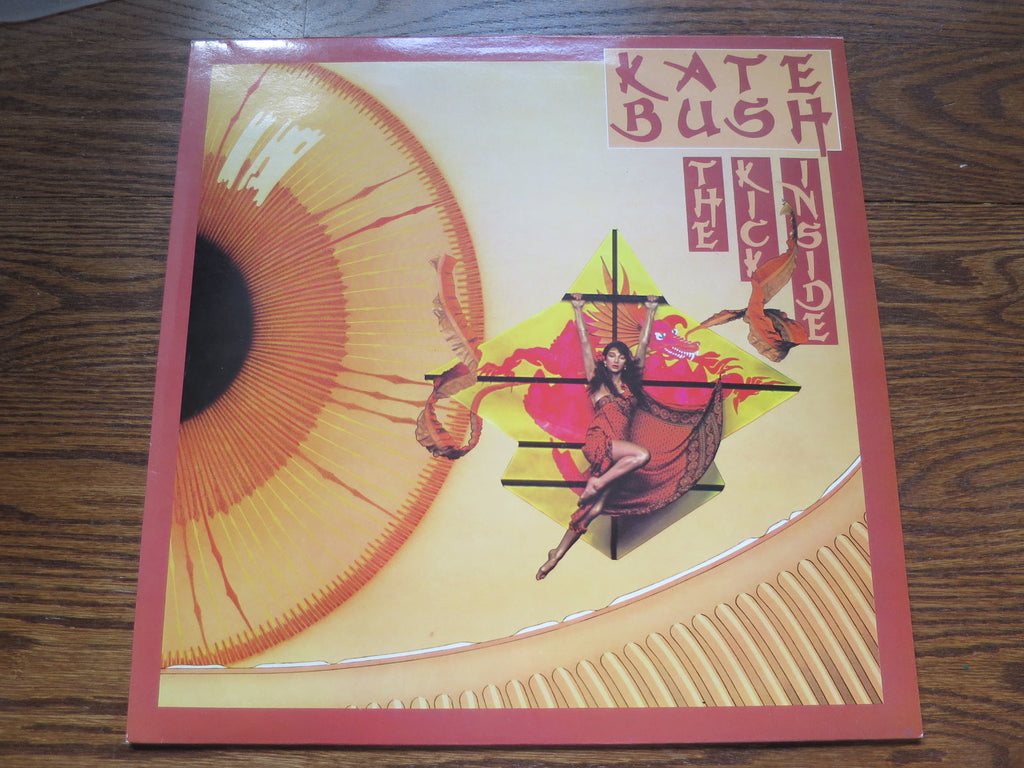 KATE
BUSH
THE
KICK
INSIDE